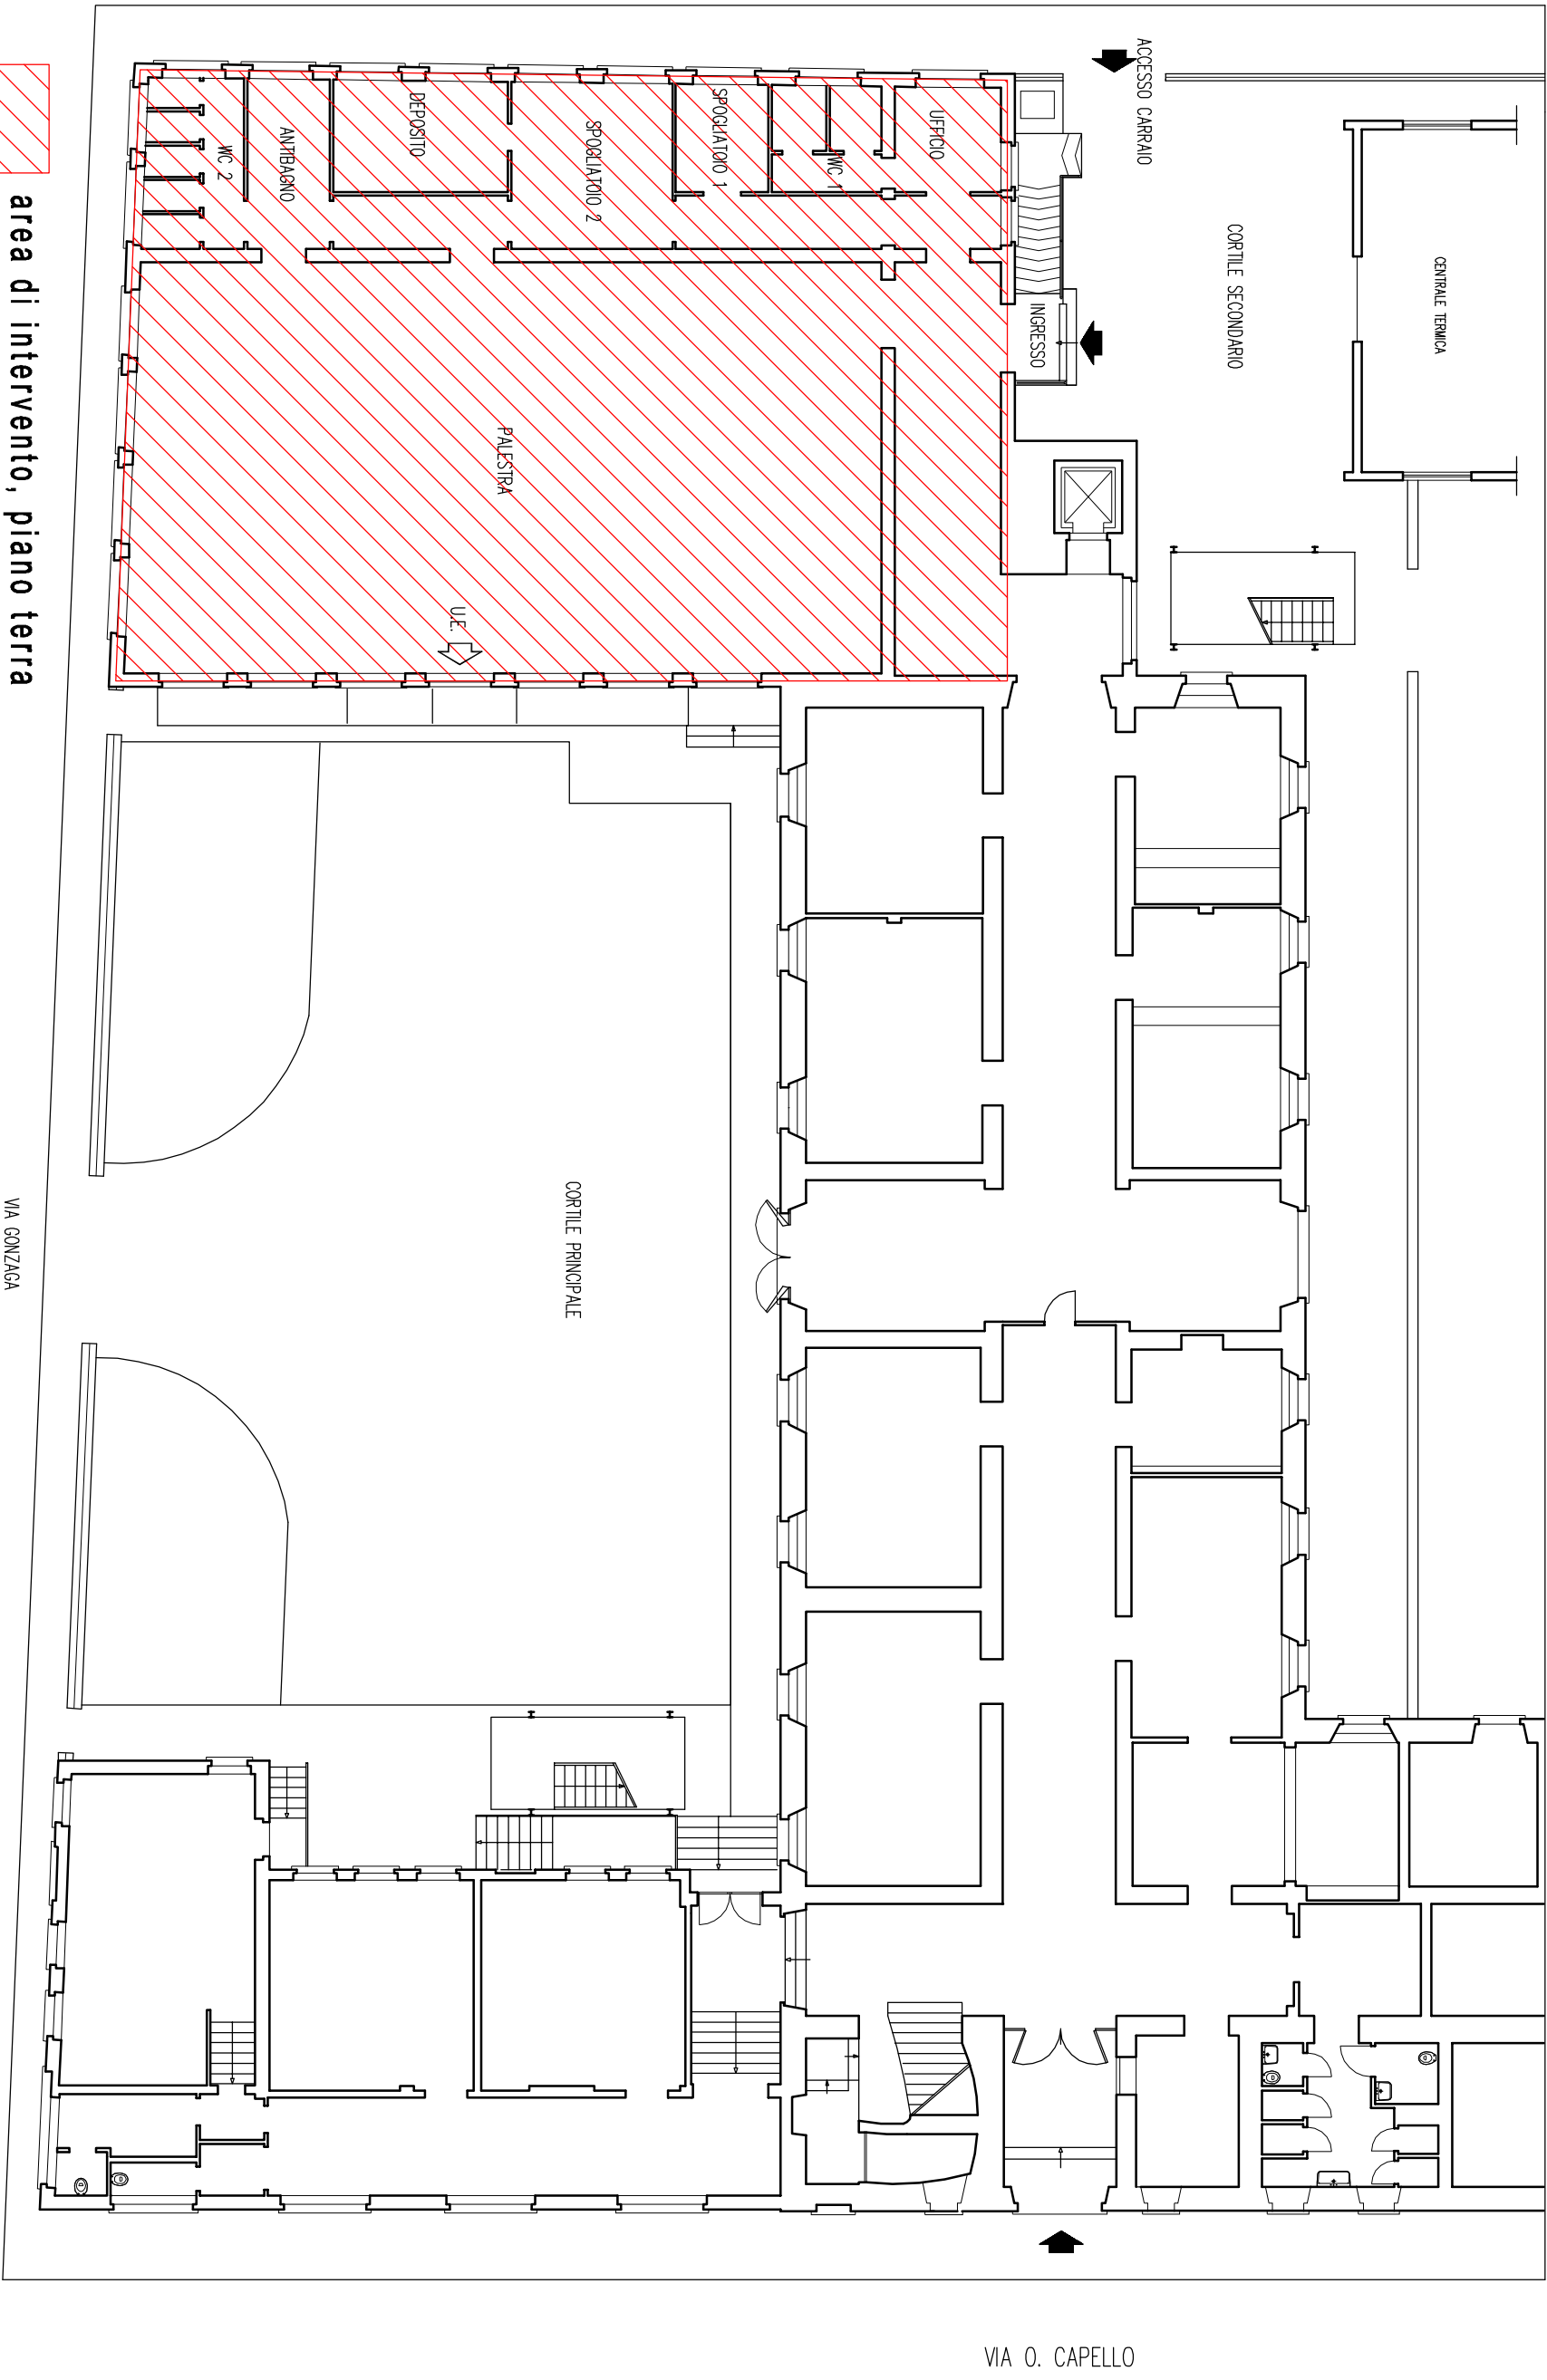 ACCESSO CARRAIO
CENTRALE TERMICA
CORTILE SECONDARIO
INGRESSO
UFFICIO
WC 1
SPOGLIATOIO 1
SPOGLIATOIO 2
DEPOSITO
ANTIBAGNO
WC 2
PALESTRA
U.E.
CORTILE PRINCIPALE
VIA GONZAGA
VIA O. CAPELLO
area di intervento, piano terra